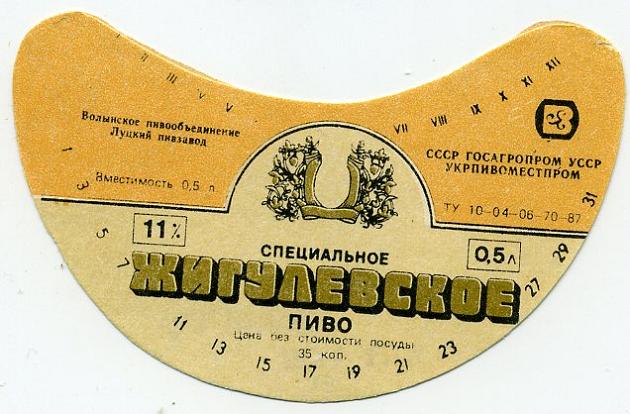 II III V V
VII VIII IX X XI XII
Волынское пивообъединение
Луцкий пивзавод
Вместимость 0,5 л.
СССР ГОСАГРОПРОМ УССР
УКРПИВОМЕСТПРОМ
ТУ 10-04-06-70-87
11%
0,5л
СПЕЦИАЛЬНОЕ
ЖИГУЛЕВСКОЕ
ПИВО
Цена без стоимости посуды
35 коп.
1 3 5 7 11 13 15 17 19 21 23 27 29 31